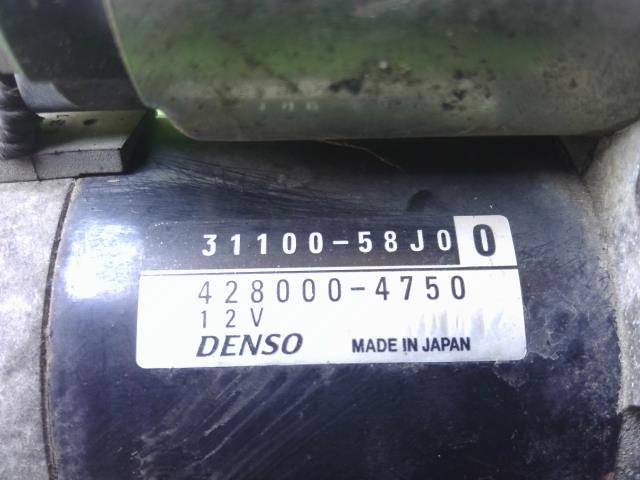 31100-58J00
428000-4750
12V
DENSO MADE IN JAPAN